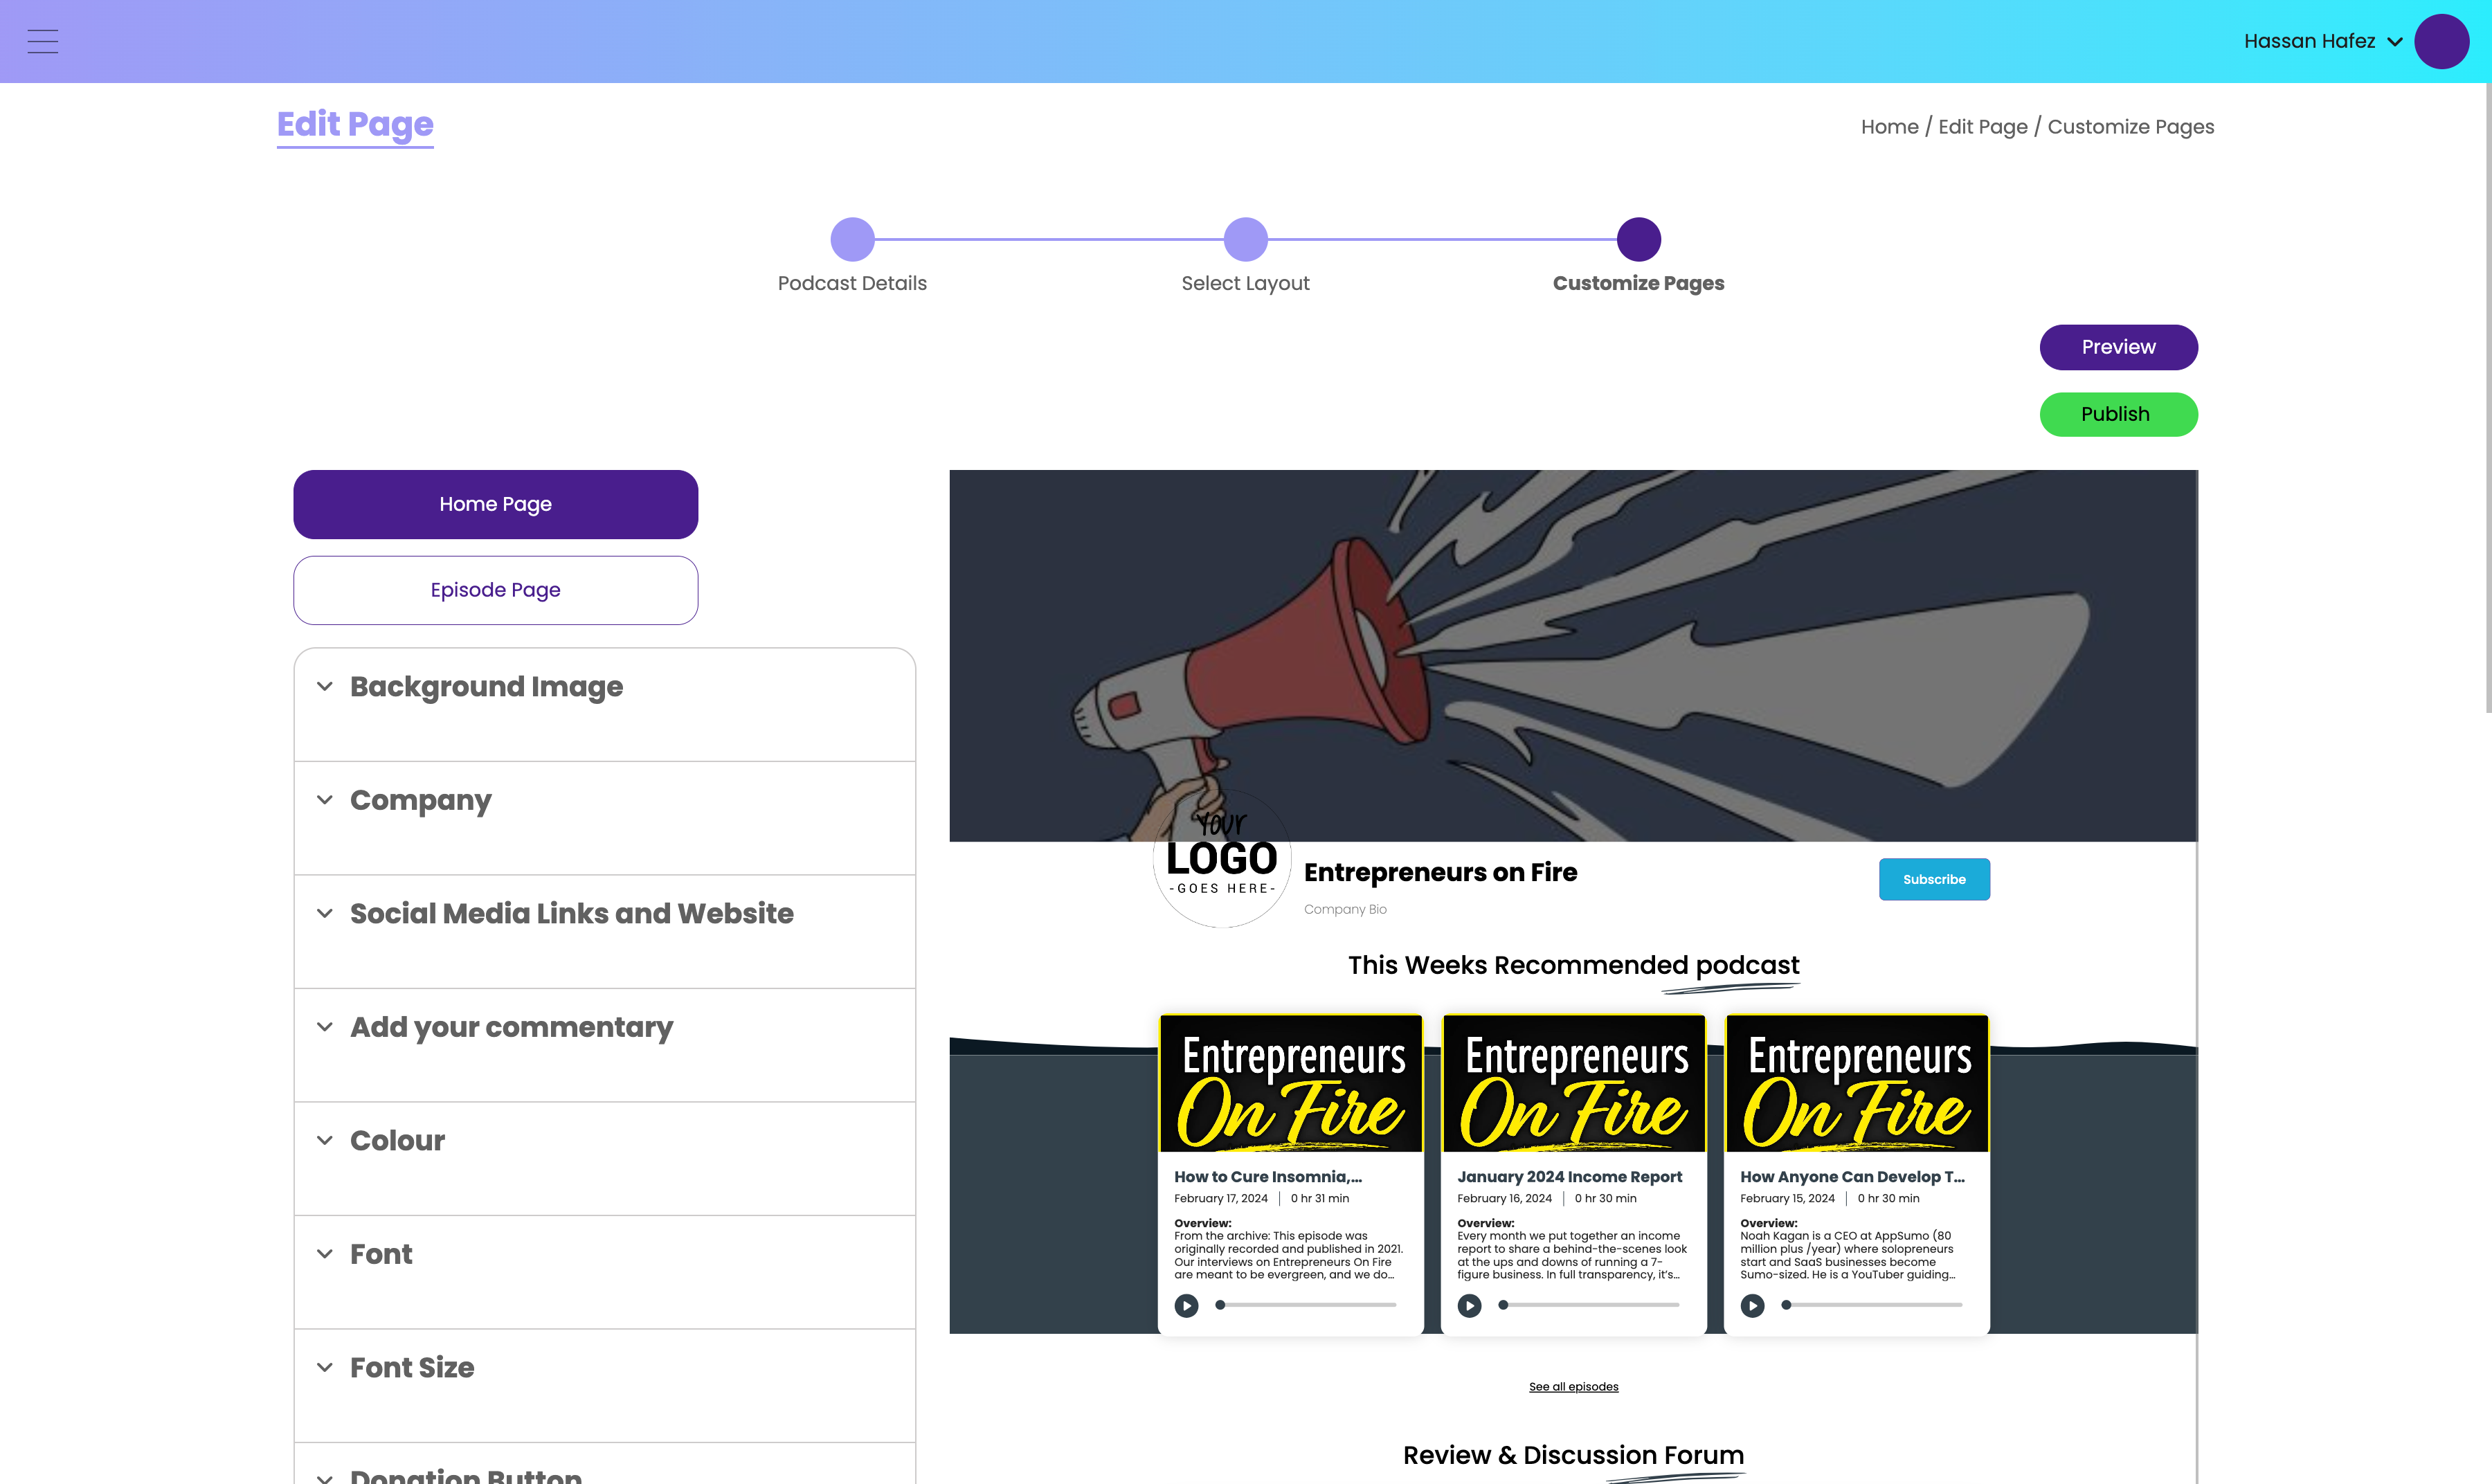 Hassan Hafez
Edit Page
Home / Edit Page / Customize Pages
Podcast Details
Select Layout
Customize Pages
Preview
Publish
Home Page
Episode Page
Background Image
Company
Social Media Links and Website
Add your commentary
Colour
Font
Font Size
Donation Button
Your
LOGO
-GOES HERE-
Entrepreneurs on Fire
Company Bio
Subscribe
This Weeks Recommended podcast
Entrepreneurs
On Fire
How to Cure Insomnia,...
February 17, 2024 | 0 hr 31 min
Overview:
From the archive: This episode was
originally recorded and published in 2021.
Our interviews on Entrepreneurs On Fire
are meant to be evergreen, and we do...
Entrepreneurs
On Fire
January 2024 Income Report
February 16, 2024 | 0 hr 30 min
Overview:
Every month we put together an income
report to share a behind-the-scenes look
at the ups and downs of running a 7-
figure business. In full transparency, it's...
Entrepreneurs
On Fire
How Anyone Can Develop T...
February 15, 2024 | 0 hr 30 min
Overview:
Noah Kagan is a CEO at AppSumo (80
million plus /year) where solopreneurs
start and SaaS businesses become
Sumo-sized. He is a YouTuber guiding...
See all episodes
Review & Discussion Forum